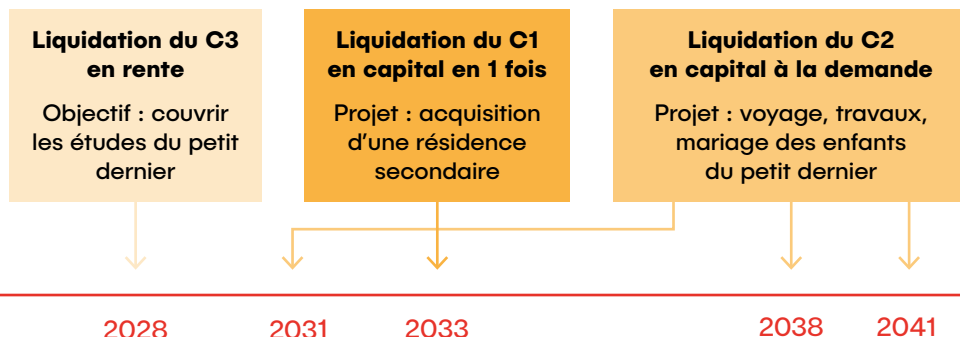 Liquidation du C3
en rente
Objectif : couvrir
les études du petit
dernier
Liquidation du C1
en capital en 1 fois
Projet : acquisition
d'une résidence
secondaire
Liquidation du C2
en capital à la demande
Projet : voyage, travaux,
mariage des enfants
du petit dernier
2028
2031
2033
2038
2041